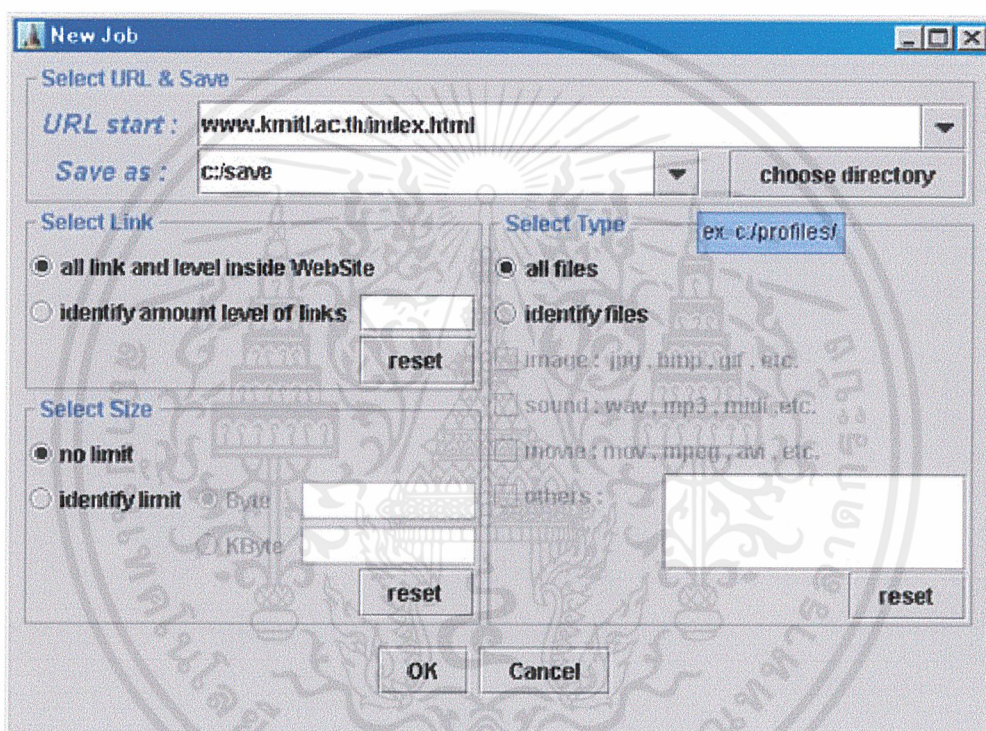 New Job
Select URL & Save
URL start : www.kmitl.ac.th/index.html
Save as : c:/save choose directory
ex. c:/profiles/
Select Link
all link and level inside WebSite
identify amount level of links
reset
Select Type
all files
identify files
image : jpg , bmp , gif , etc.
sound : wav , mp3 , midi , etc.
movie : mov , mpeg , avi , etc.
others :
reset
Select Size
no limit
identify limit Byte
KByte
reset
OK Cancel